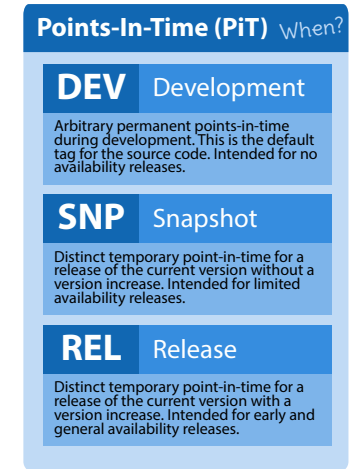 Points-In-Time (PiT) When?
DEV Development
Arbitrary permanent points-in-time
during development. This is the default
tag for the source code. Intended for no
availability releases.
SNP Snapshot
Distinct temporary point-in-time for a
release of the current version without a
version increase. Intended for limited
availability releases.
REL Release
Distinct temporary point-in-time for a
release of the current version with a
version increase. Intended for early and
general availability releases.